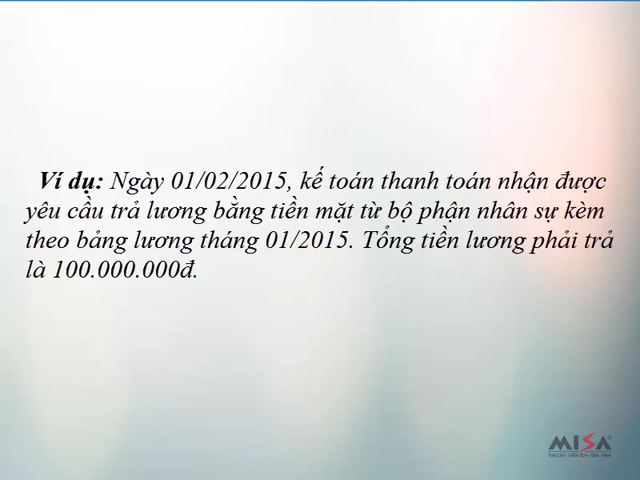 Ví dụ: Ngày 01/02/2015, kế toán thanh toán nhận được
yêu cầu trả lương bằng tiền mặt từ bộ phận nhân sự kèm
theo bảng lương tháng 01/2015. Tổng tiền lương phải trả
là 100.000.000đ.
MISA®